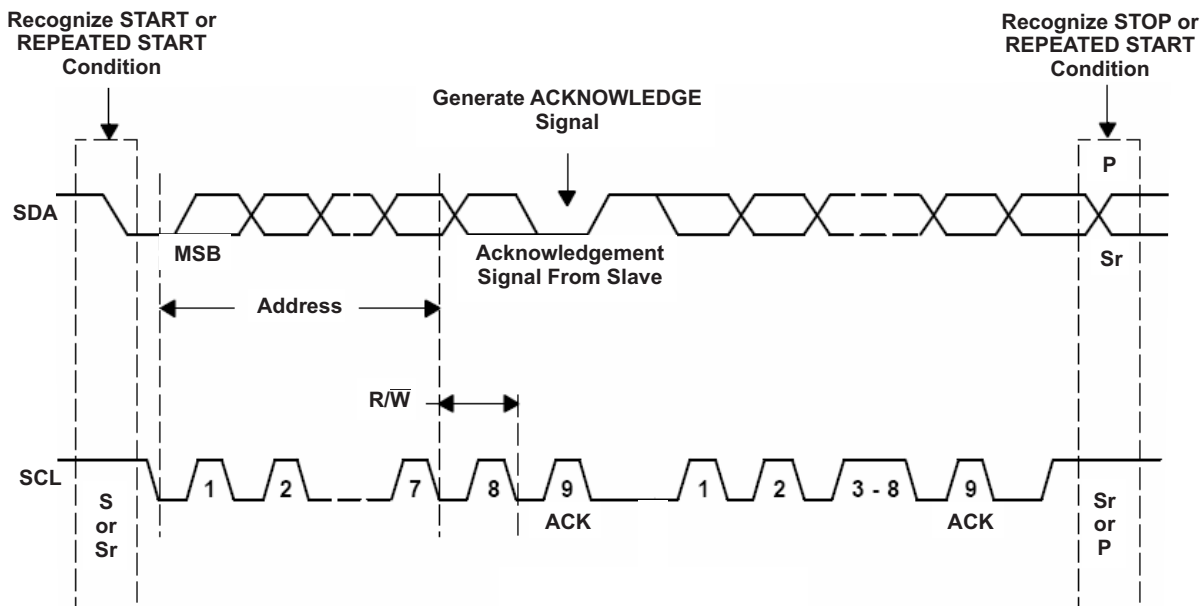 Recognize START or
REPEATED START
Condition
Recognize STOP or
REPEATED START
Condition
Generate ACKNOWLEDGE
Signal
P
SDA
MSB
Acknowledgement
Signal From Slave
Sr
Address
R/W̅
SCL
1
2
7
8
9
1
2
3 - 8
9
S
or
Sr
ACK
ACK
Sr
or
P